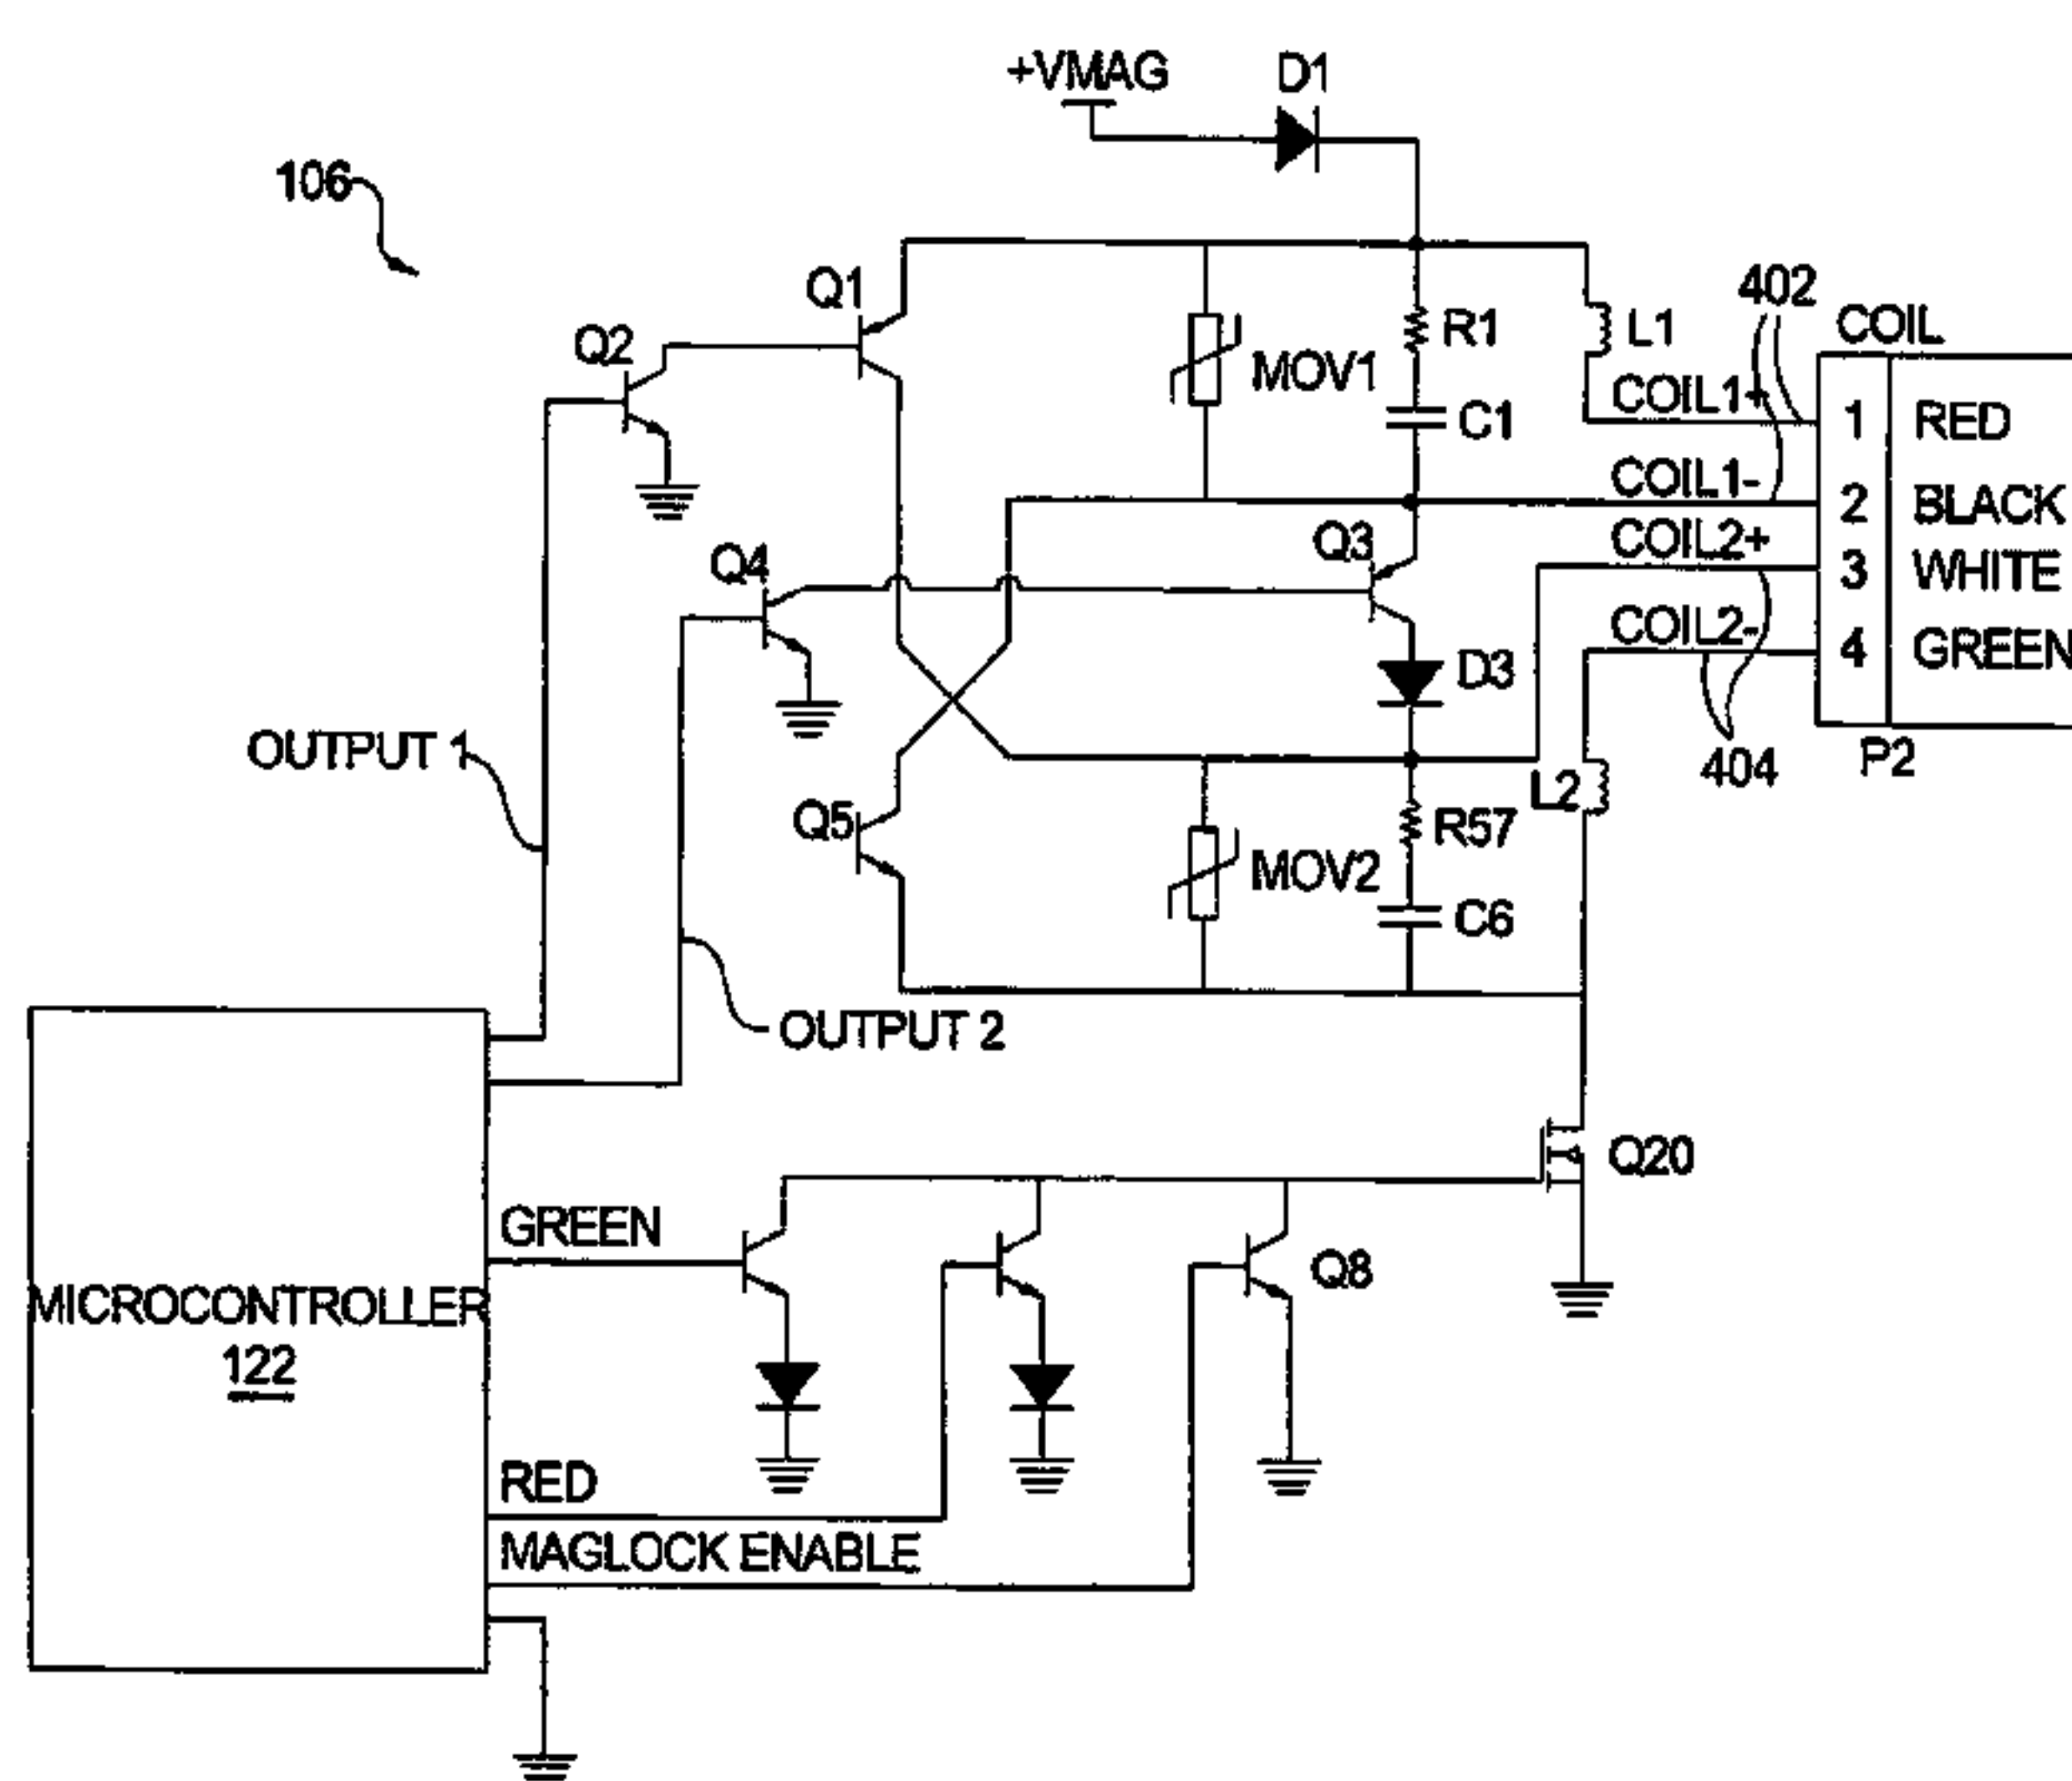 +VMAG
D1
106
Q1
402
Q2
R1
L1
COIL
MOV1
COIL1+
C1
1 RED
COIL1-
2 BLACK
Q3
COIL2+
Q4
3 WHITE
COIL2-
4 GREEN
D3
OUTPUT 1
404
P2
L2
Q5
R57
MOV2
C6
OUTPUT 2
Q20
GREEN
Q8
MICROCONTROLLER
122
RED
MAGLOCK ENABLE